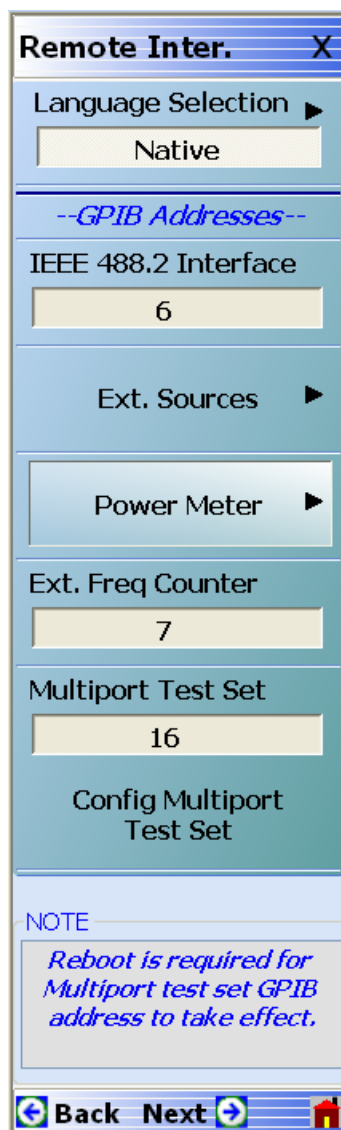 Remote Inter. X
Language Selection
Native
--GPIB Addresses--
IEEE 488.2 Interface
6
Ext. Sources
Power Meter
Ext. Freq Counter
7
Multiport Test Set
16
Config Multiport
Test Set
NOTE
Reboot is required for
Multiport test set GPIB
address to take effect.
Back Next